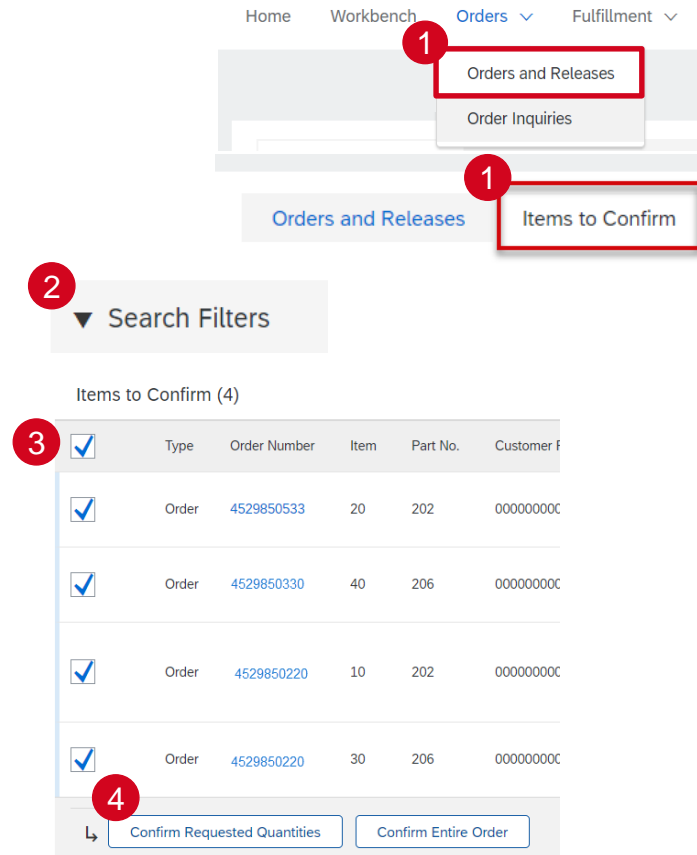 Home Workbench Orders Fulfillment
1
Orders and Releases
Order Inquiries
1
Orders and Releases Items to Confirm
2
Search Filters
Items to Confirm (4)
3
Type Order Number Item Part No. Customer
Order 4529850533 20 202
Order 4529850330 40 206
Order 4529850220 10 202
Order 4529850220 30 206
4
Confirm Requested Quantities Confirm Entire Order